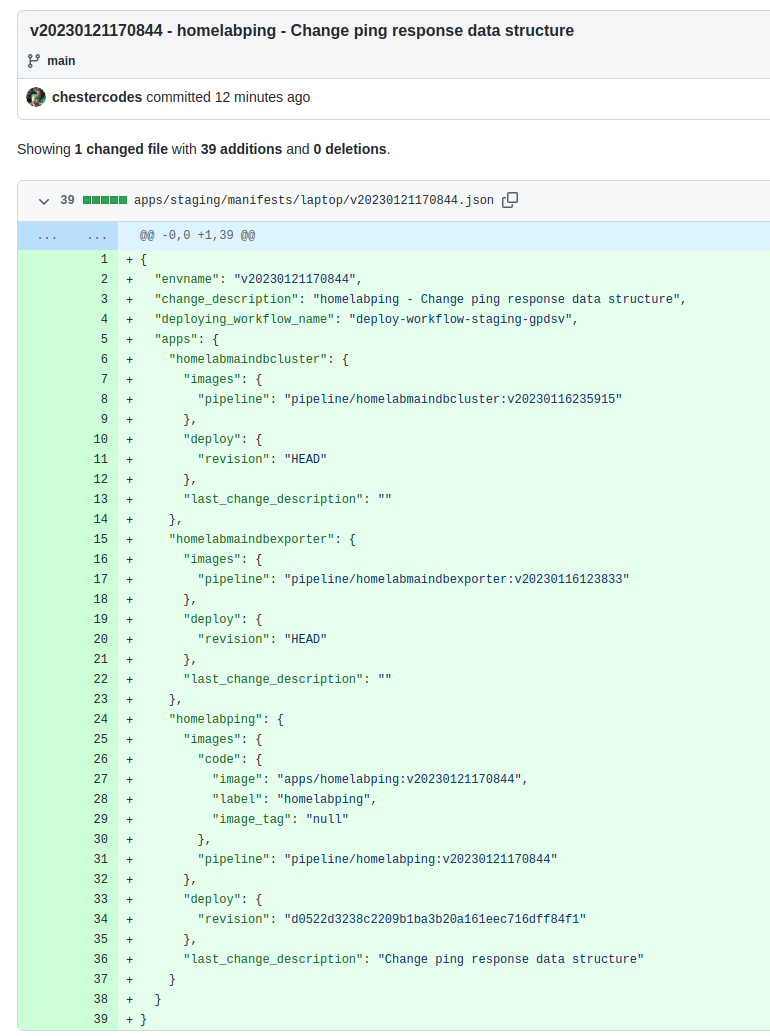 v20230121170844 - homelabping - Change ping response data structure
main
chestercodes committed 12 minutes ago
Showing 1 changed file with 39 additions and 0 deletions.
39 apps/staging/manifests/laptop/v20230121170844.json
... ... @@ -0,0 +1,39 @@
1 + {
2 + "envname": "v20230121170844",
3 + "change_description": "homelabping - Change ping response data structure",
4 + "deploying_workflow_name": "deploy-workflow-staging-gpdsv",
5 + "apps": {
6 + "homelabmaindbcluster": {
7 + "images": {
8 + "pipeline": "pipeline/homelabmaindbcluster:v20230116235915"
9 + },
10 + "deploy": {
11 + "revision": "HEAD"
12 + },
13 + "last_change_description": ""
14 + },
15 + "homelabmaindbexporter": {
16 + "images": {
17 + "pipeline": "pipeline/homelabmaindbexporter:v20230116123833"
18 + },
19 + "deploy": {
20 + "revision": "HEAD"
21 + },
22 + "last_change_description": ""
23 + },
24 + "homelabping": {
25 + "images": {
26 + "code": {
27 + "image": "apps/homelabping:v20230121170844",
28 + "label": "homelabping",
29 + "image_tag": "null"
30 + },
31 + "pipeline": "pipeline/homelabping:v20230121170844"
32 + },
33 + "deploy": {
34 + "revision": "d0522d3238c2209b1ba3b20a161eec716dff84f1"
35 + },
36 + "last_change_description": "Change ping response data structure"
37 + }
38 + }
39 + }